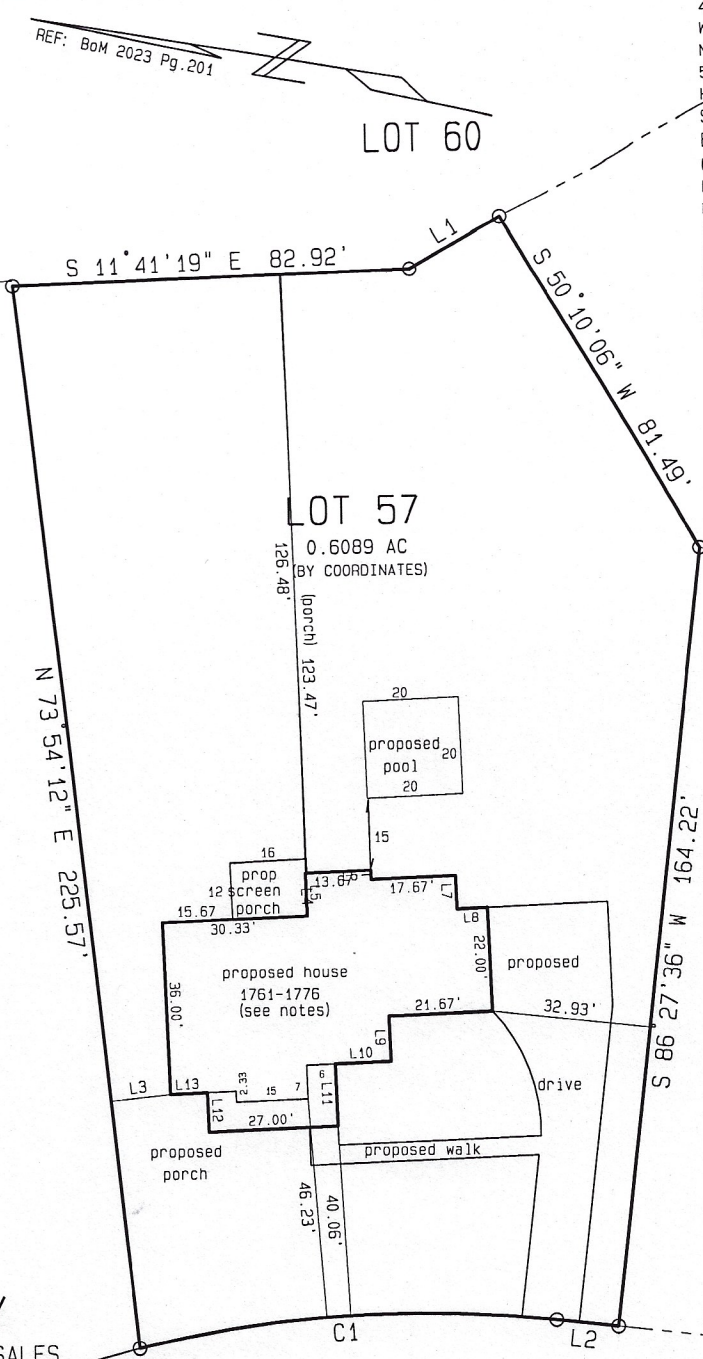 REF: BoM 2023 Pg.201
LOT 60
L1
S 11°41'19" E 82.92'
S 50°10'06" W 81.49'
LOT 57
0.6089 AC
(BY COORDINATES)
126.48'
(porch) 123.47'
N 73°54'12" E 225.57'
S 86°27'36" W 164.22'
20
proposed
pool
20
20
15
16
prop
12 screen
porch
13.67
L5
17.67'
L7
L8
15.67
30.33'
36.00'
22.00'
proposed house
1761-1776
(see notes)
proposed
21.67'
32.93'
L9
L10
L3
L13
2.33
15
7
6
L11
L12
27.00'
drive
proposed
porch
proposed walk
46.23'
40.06'
C1
L2
SALES